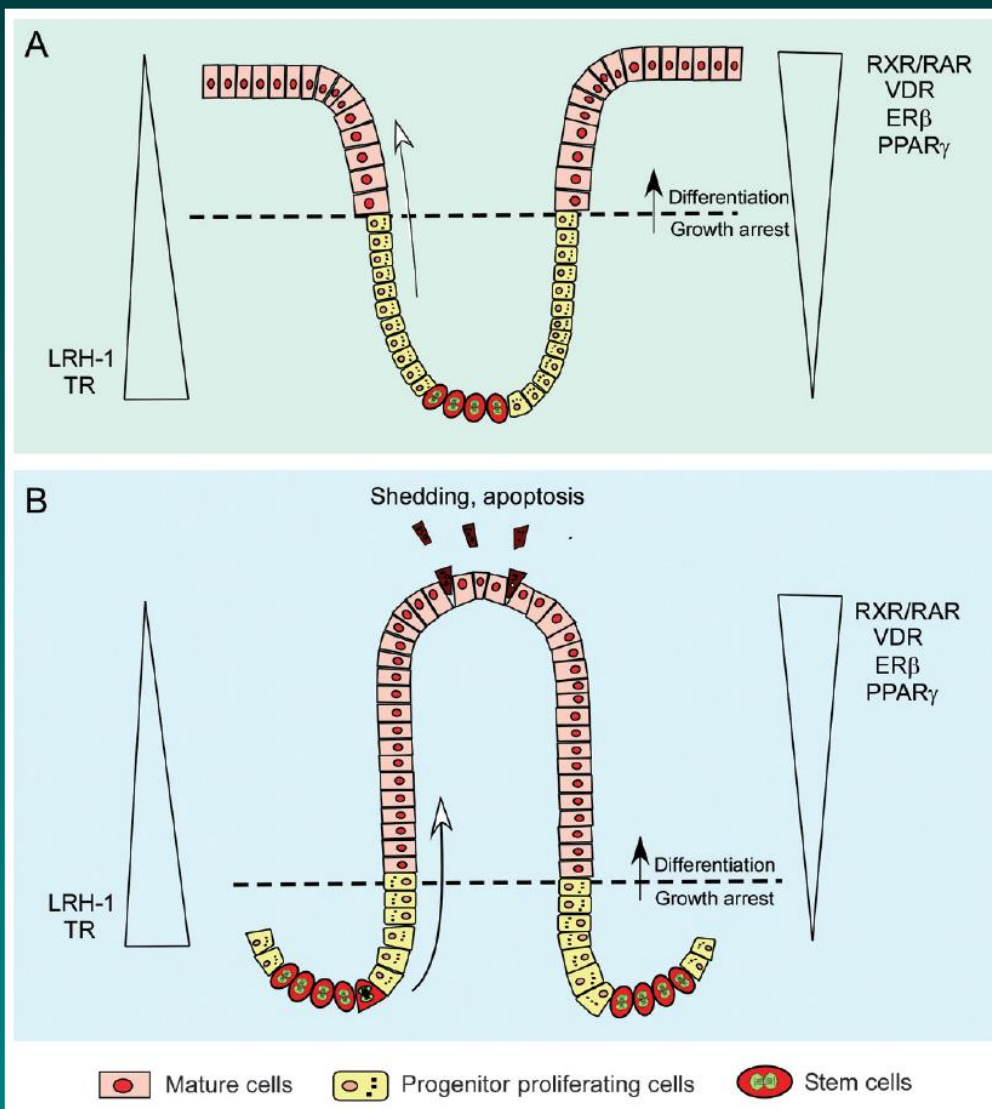 A
RXR/RAR
VDR
ERβ
PPARγ
Differentiation
Growth arrest
LRH-1
TR
B
Shedding, apoptosis
RXR/RAR
VDR
ERβ
PPARγ
Differentiation
Growth arrest
LRH-1
TR
Mature cells
Progenitor proliferating cells
Stem cells